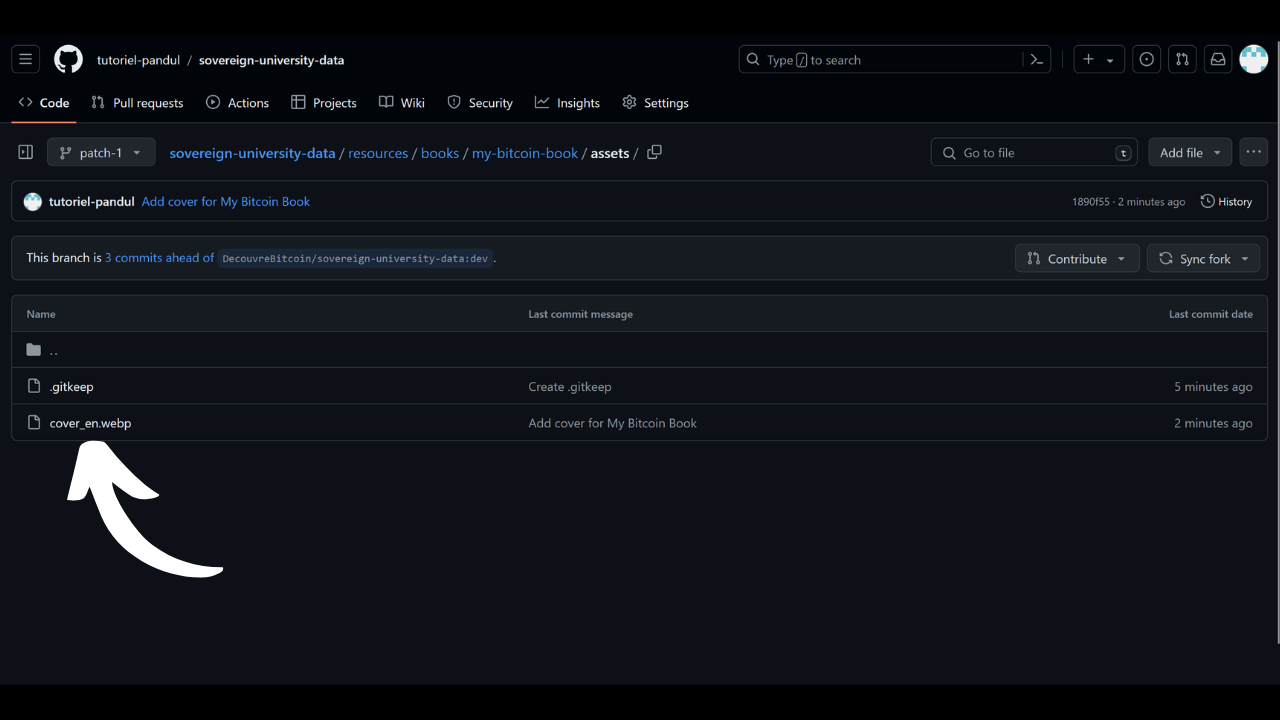 tutoriel-pandul / sovereign-university-data
Type / to search
Code Pull requests Actions Projects Wiki Security Insights Settings
patch-1 sovereign-university-data / resources / books / my-bitcoin-book / assets /
Go to file t Add file
tutoriel-pandul Add cover for My Bitcoin Book 1890f55 · 2 minutes ago History
This branch is 3 commits ahead of DecouvreBitcoin/sovereign-university-data:dev. Contribute Sync fork
Name Last commit message Last commit date
..
.gitkeep Create .gitkeep 5 minutes ago
cover_en.webp Add cover for My Bitcoin Book 2 minutes ago